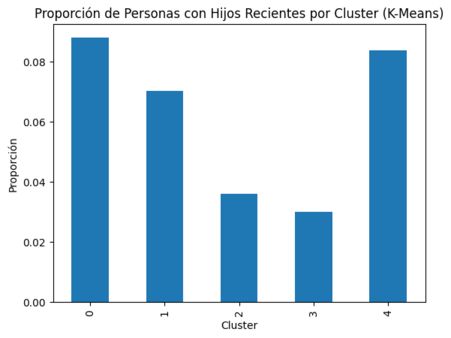 Proporción de Personas con Hijos Recientes por Cluster (K-Means)
0.08
0.06
0.04
0.02
0.00
Proporción
0 1 2 3 4
Cluster